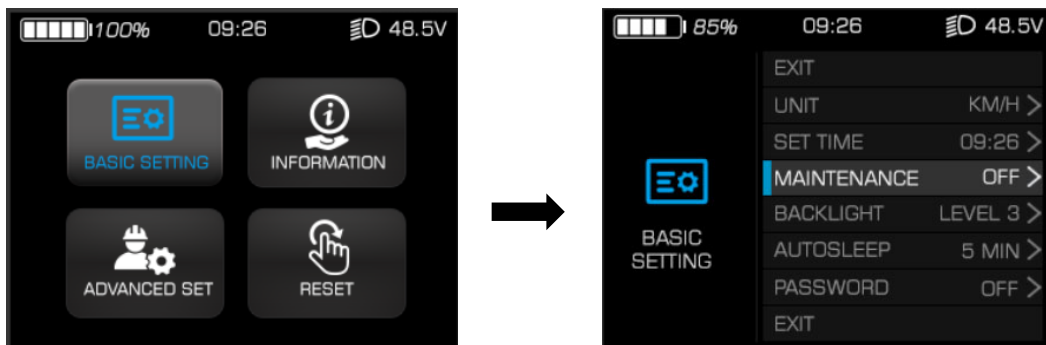 100% 09:26 48.5V
BASIC SETTING INFORMATION
ADVANCED SET RESET
85% 09:26 48.5V
EXIT
UNIT KM/H >
SET TIME 09:26 >
MAINTENANCE OFF >
BACKLIGHT LEVEL 3 >
AUTOSLEEP 5 MIN >
PASSWORD OFF >
EXIT
BASIC
SETTING